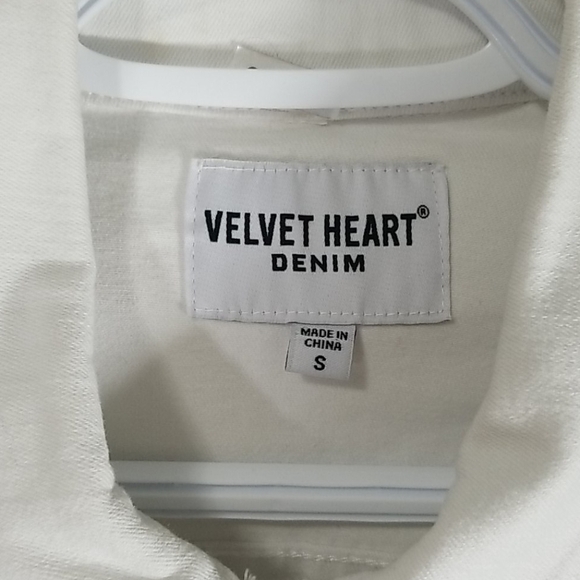 VELVET HEART®
DENIM
MADE IN
CHINA
S